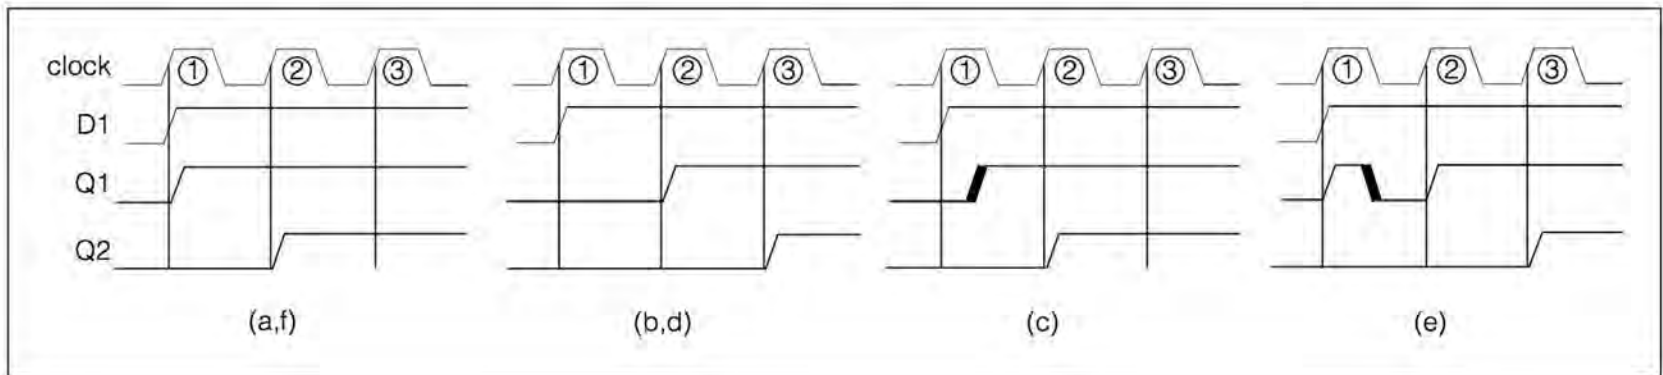 clock ① ② ③ ① ② ③ ① ② ③ ① ② ③
D1
Q1
Q2
(a,f) (b,d) (c) (e)